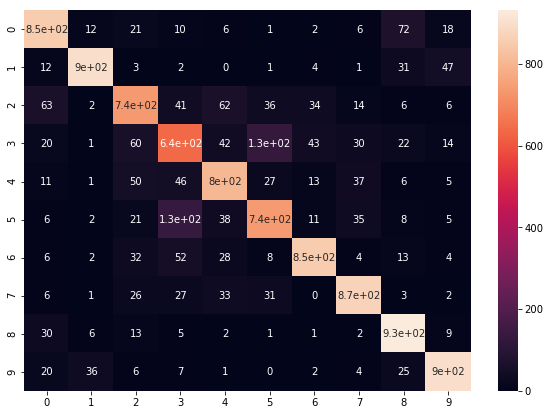 0 8.5e+02 12 21 10 6 1 2 6 72 18
1 12 9e+02 3 2 0 1 4 1 31 47
2 63 2 7.4e+02 41 62 36 34 14 6 6
3 20 1 60 6.4e+02 42 1.3e+02 43 30 22 14
4 11 1 50 46 8e+02 27 13 37 6 5
5 6 2 21 1.3e+02 38 7.4e+02 11 35 8 5
6 6 2 32 52 28 8 8.5e+02 4 13 4
7 6 1 26 27 33 31 0 8.7e+02 3 2
8 30 6 13 5 2 1 1 2 9.3e+02 9
9 20 36 6 7 1 0 2 4 25 9e+02
0 1 2 3 4 5 6 7 8 9
800
600
400
200
0